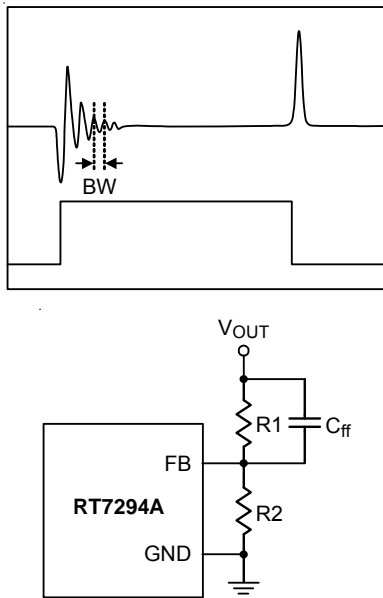 BW
VOUT
R1
Cff
FB
RT7294A
R2
GND